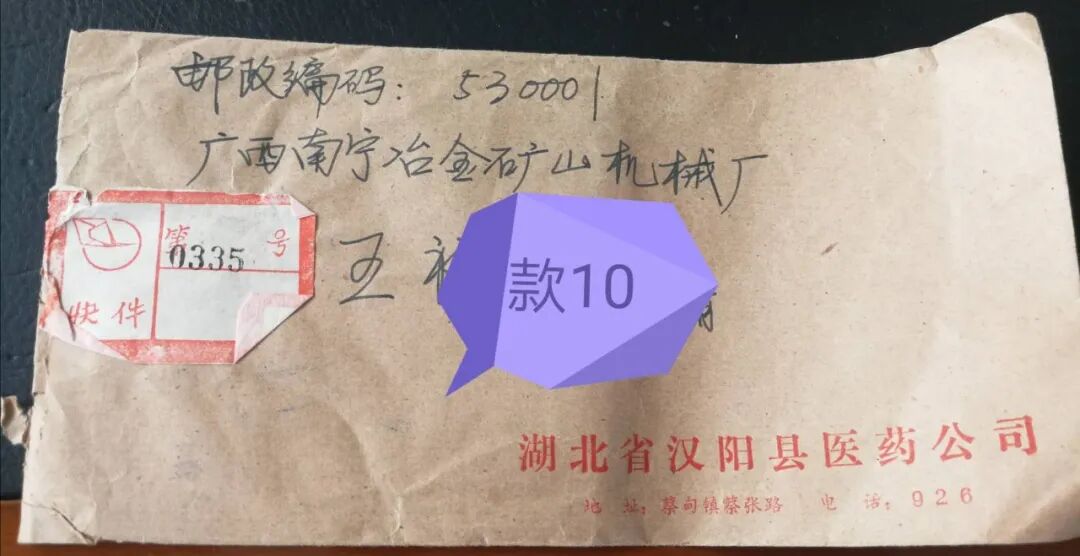 邮政编码：530001
广西南宁冶金矿山机械厂
第 号
0335
快件
王
款10
湖北省汉阳县医药公司
地 址：蔡甸镇蔡张路 电 话：926